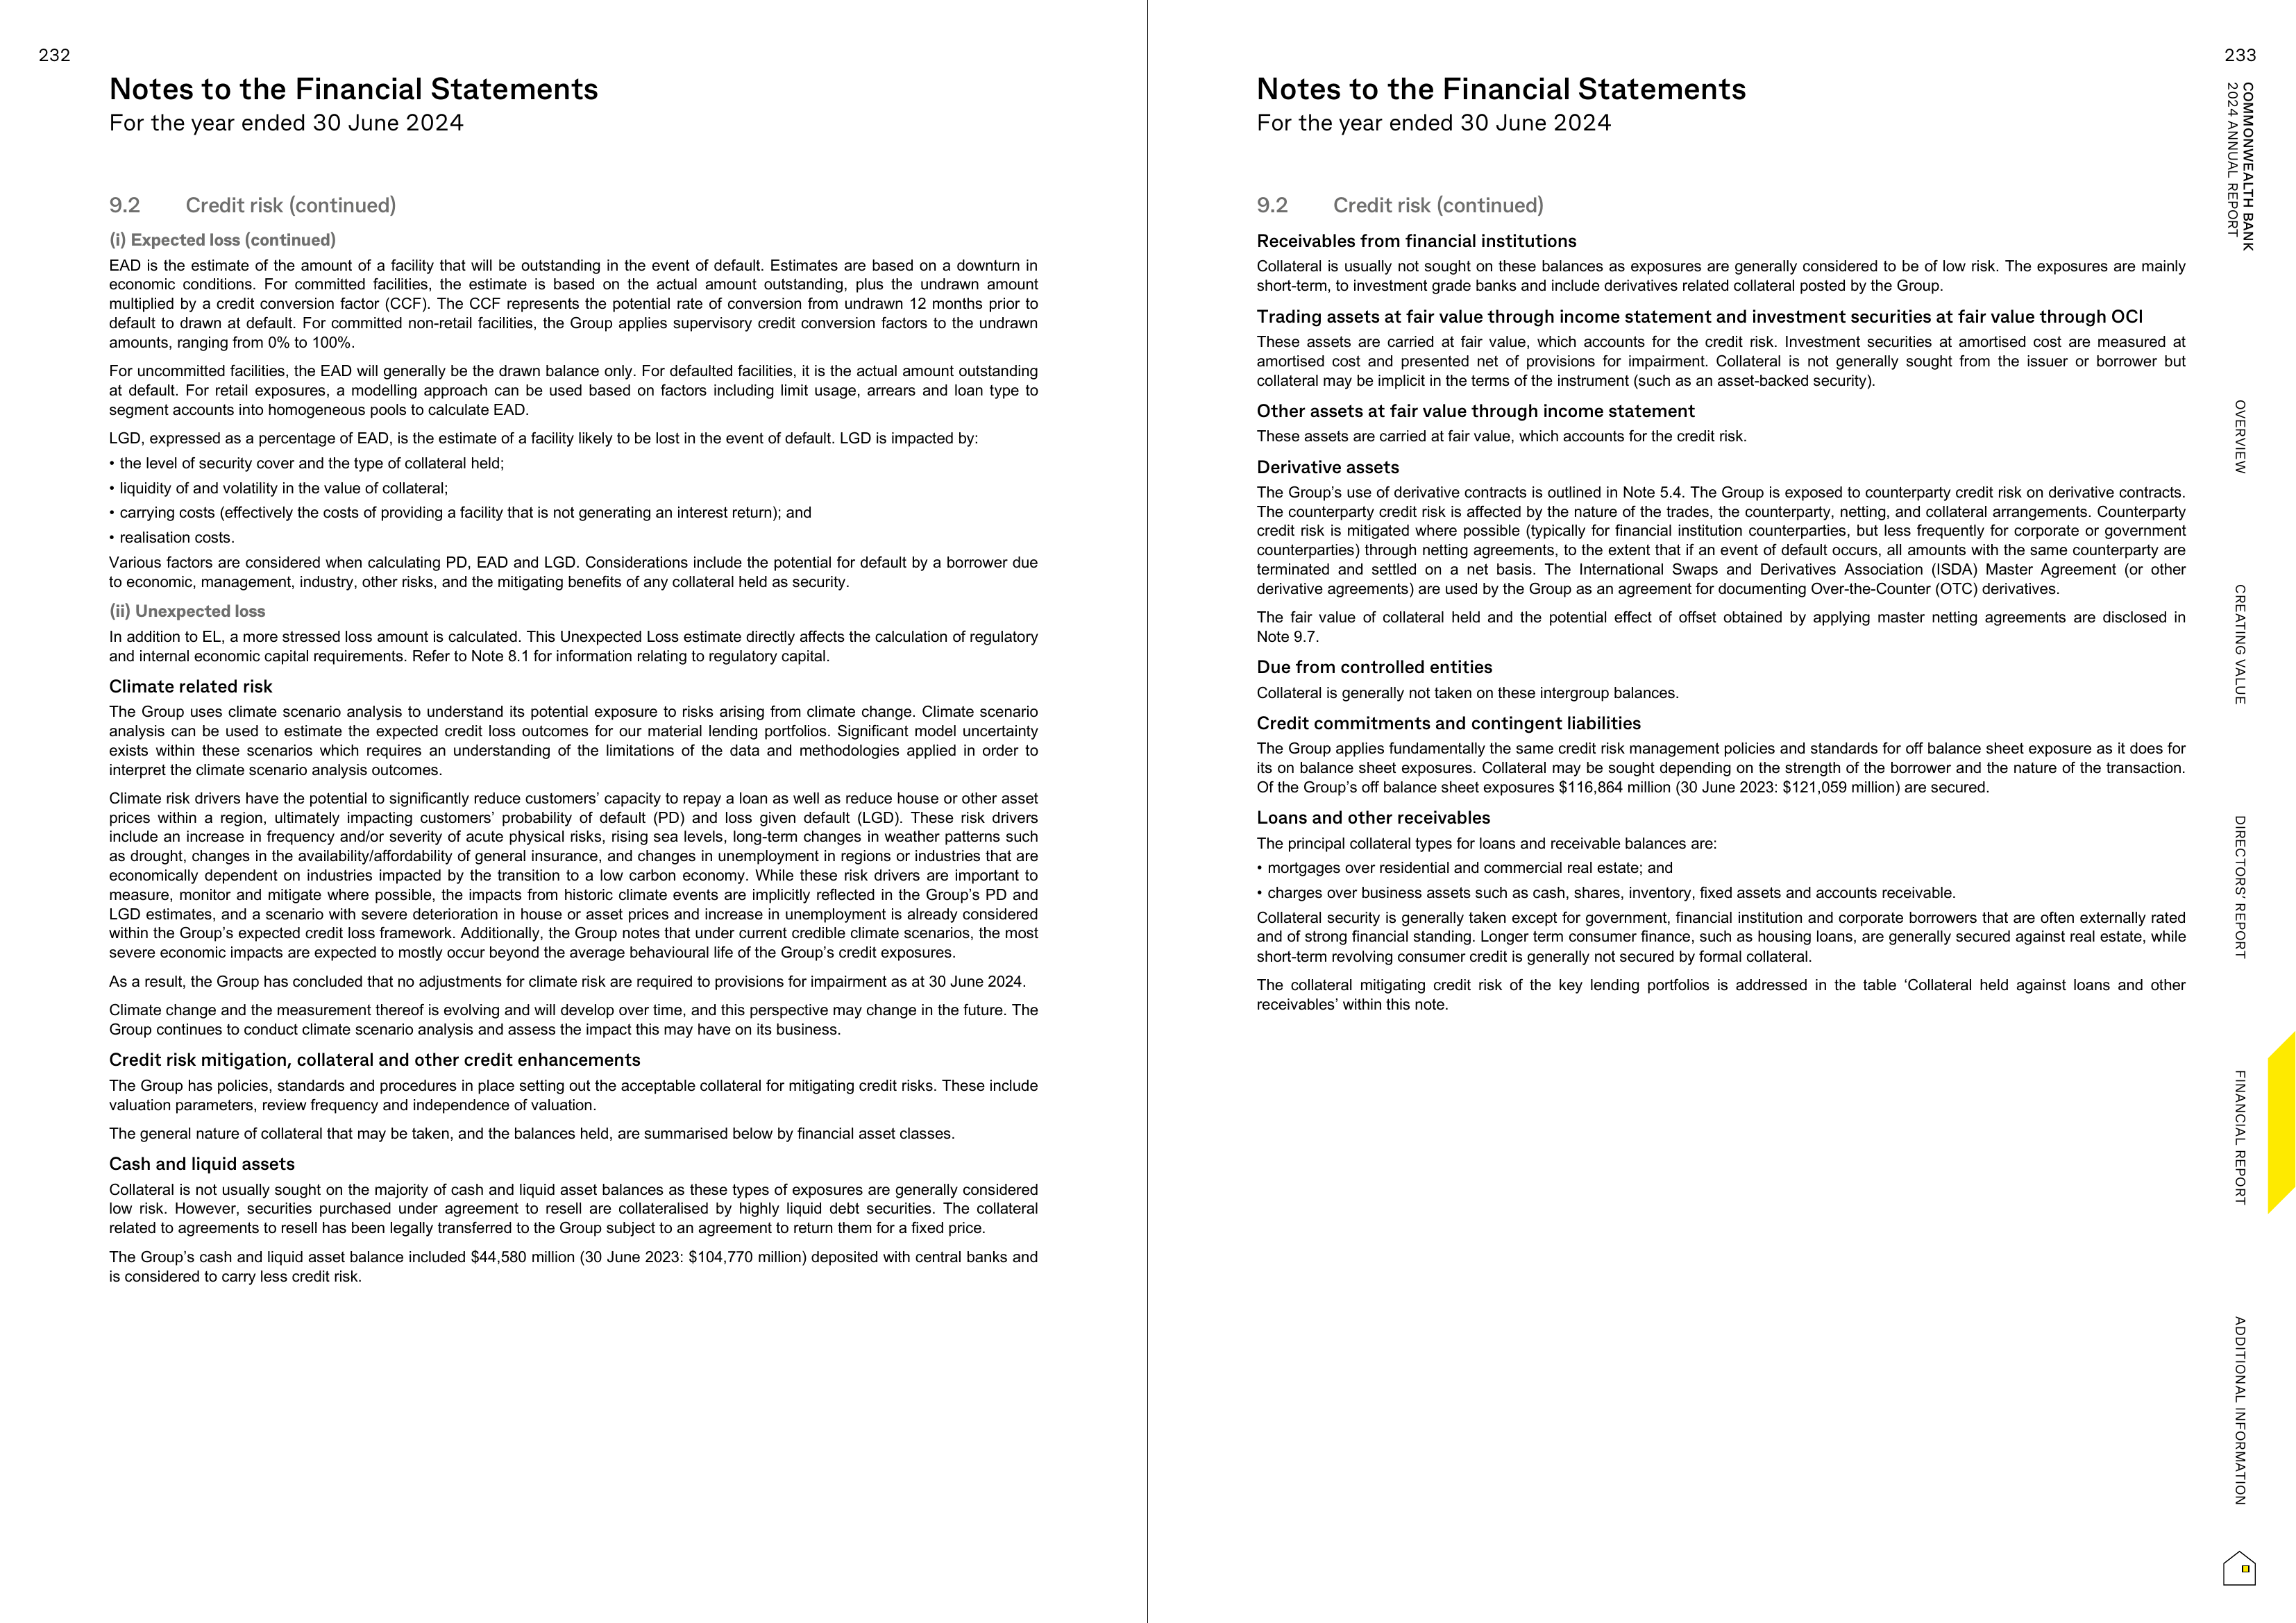 232
Notes to the Financial Statements
For the year ended 30 June 2024
9.2 Credit risk (continued)
(i) Expected loss (continued)
EAD is the estimate of the amount of a facility that will be outstanding in the event of default. Estimates are based on a downturn in
economic conditions. For committed facilities, the estimate is based on the actual amount outstanding, plus the undrawn amount
multiplied by a credit conversion factor (CCF). The CCF represents the potential rate of conversion from undrawn 12 months prior to
default to drawn at default. For committed non-retail facilities, the Group applies supervisory credit conversion factors to the undrawn
amounts, ranging from 0% to 100%.
For uncommitted facilities, the EAD will generally be the drawn balance only. For defaulted facilities, it is the actual amount outstanding
at default. For retail exposures, a modelling approach can be used based on factors including limit usage, arrears and loan type to
segment accounts into homogeneous pools to calculate EAD.
LGD, expressed as a percentage of EAD, is the estimate of a facility likely to be lost in the event of default. LGD is impacted by:
• the level of security cover and the type of collateral held;
• liquidity of and volatility in the value of collateral;
• carrying costs (effectively the costs of providing a facility that is not generating an interest return); and
• realisation costs.
Various factors are considered when calculating PD, EAD and LGD. Considerations include the potential for default by a borrower due
to economic, management, industry, other risks, and the mitigating benefits of any collateral held as security.
(ii) Unexpected loss
In addition to EL, a more stressed loss amount is calculated. This Unexpected Loss estimate directly affects the calculation of regulatory
and internal economic capital requirements. Refer to Note 8.1 for information relating to regulatory capital.
Climate related risk
The Group uses climate scenario analysis to understand its potential exposure to risks arising from climate change. Climate scenario
analysis can be used to estimate the expected credit loss outcomes for our material lending portfolios. Significant model uncertainty
exists within these scenarios which requires an understanding of the limitations of the data and methodologies applied in order to
interpret the climate scenario analysis outcomes.
Climate risk drivers have the potential to significantly reduce customers’ capacity to repay a loan as well as reduce house or other asset
prices within a region, ultimately impacting customers’ probability of default (PD) and loss given default (LGD). These risk drivers
include an increase in frequency and/or severity of acute physical risks, rising sea levels, long-term changes in weather patterns such
as drought, changes in the availability/affordability of general insurance, and changes in unemployment in regions or industries that are
economically dependent on industries impacted by the transition to a low carbon economy. While these risk drivers are important to
measure, monitor and mitigate where possible, the impacts from historic climate events are implicitly reflected in the Group’s PD and
LGD estimates, and a scenario with severe deterioration in house or asset prices and increase in unemployment is already considered
within the Group’s expected credit loss framework. Additionally, the Group notes that under current credible climate scenarios, the most
severe economic impacts are expected to mostly occur beyond the average behavioural life of the Group’s credit exposures.
As a result, the Group has concluded that no adjustments for climate risk are required to provisions for impairment as at 30 June 2024.
Climate change and the measurement thereof is evolving and will develop over time, and this perspective may change in the future. The
Group continues to conduct climate scenario analysis and assess the impact this may have on its business.
Credit risk mitigation, collateral and other credit enhancements
The Group has policies, standards and procedures in place setting out the acceptable collateral for mitigating credit risks. These include
valuation parameters, review frequency and independence of valuation.
The general nature of collateral that may be taken, and the balances held, are summarised below by financial asset classes.
Cash and liquid assets
Collateral is not usually sought on the majority of cash and liquid asset balances as these types of exposures are generally considered
low risk. However, securities purchased under agreement to resell are collateralised by highly liquid debt securities. The collateral
related to agreements to resell has been legally transferred to the Group subject to an agreement to return them for a fixed price.
The Group’s cash and liquid asset balance included $44,580 million (30 June 2023: $104,770 million) deposited with central banks and
is considered to carry less credit risk.
233
Notes to the Financial Statements
For the year ended 30 June 2024
9.2 Credit risk (continued)
Receivables from financial institutions
Collateral is usually not sought on these balances as exposures are generally considered to be of low risk. The exposures are mainly
short-term, to investment grade banks and include derivatives related collateral posted by the Group.
Trading assets at fair value through income statement and investment securities at fair value through OCI
These assets are carried at fair value, which accounts for the credit risk. Investment securities at amortised cost are measured at
amortised cost and presented net of provisions for impairment. Collateral is not generally sought from the issuer or borrower but
collateral may be implicit in the terms of the instrument (such as an asset-backed security).
Other assets at fair value through income statement
These assets are carried at fair value, which accounts for the credit risk.
Derivative assets
The Group’s use of derivative contracts is outlined in Note 5.4. The Group is exposed to counterparty credit risk on derivative contracts.
The counterparty credit risk is affected by the nature of the trades, the counterparty, netting, and collateral arrangements. Counterparty
credit risk is mitigated where possible (typically for financial institution counterparties, but less frequently for corporate or government
counterparties) through netting agreements, to the extent that if an event of default occurs, all amounts with the same counterparty are
terminated and settled on a net basis. The International Swaps and Derivatives Association (ISDA) Master Agreement (or other
derivative agreements) are used by the Group as an agreement for documenting Over-the-Counter (OTC) derivatives.
The fair value of collateral held and the potential effect of offset obtained by applying master netting agreements are disclosed in
Note 9.7.
Due from controlled entities
Collateral is generally not taken on these intergroup balances.
Credit commitments and contingent liabilities
The Group applies fundamentally the same credit risk management policies and standards for off balance sheet exposure as it does for
its on balance sheet exposures. Collateral may be sought depending on the strength of the borrower and the nature of the transaction.
Of the Group’s off balance sheet exposures $116,864 million (30 June 2023: $121,059 million) are secured.
Loans and other receivables
The principal collateral types for loans and receivable balances are:
• mortgages over residential and commercial real estate; and
• charges over business assets such as cash, shares, inventory, fixed assets and accounts receivable.
Collateral security is generally taken except for government, financial institution and corporate borrowers that are often externally rated
and of strong financial standing. Longer term consumer finance, such as housing loans, are generally secured against real estate, while
short-term revolving consumer credit is generally not secured by formal collateral.
The collateral mitigating credit risk of the key lending portfolios is addressed in the table ‘Collateral held against loans and other
receivables’ within this note.
COMMONWEALTH BANK
2024 ANNUAL REPORT
OVERVIEW
CREATING VALUE
DIRECTORS’ REPORT
FINANCIAL REPORT
ADDITIONAL INFORMATION